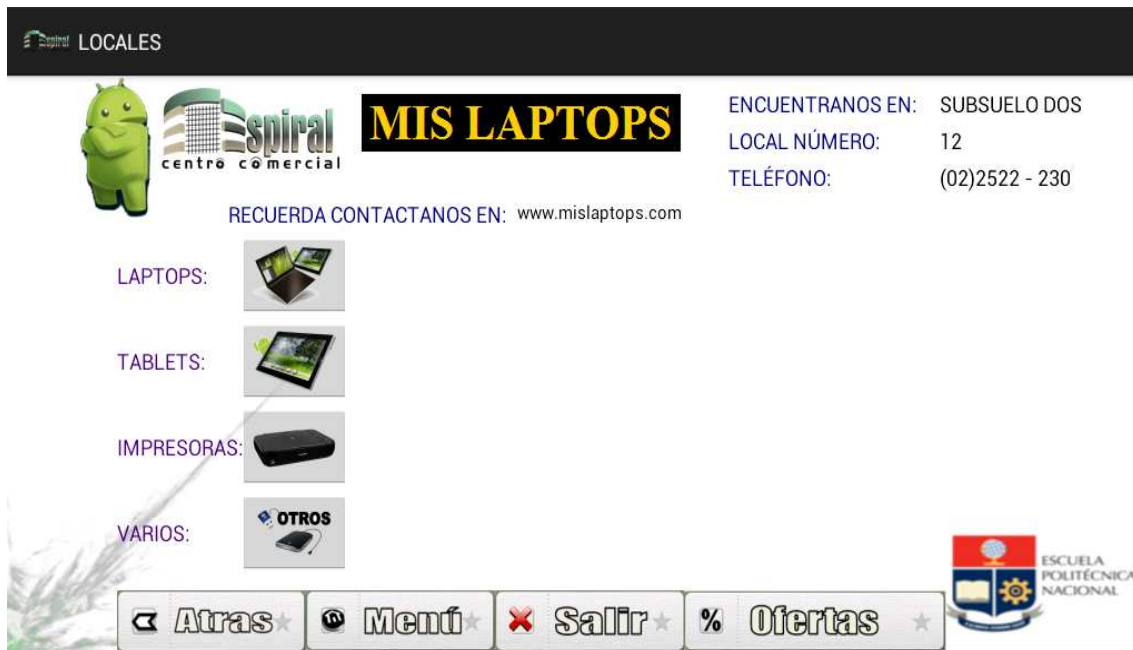 Espiral LOCALES
Espiral
centro comercial
MIS LAPTOPS
ENCUENTRANOS EN: SUBSUELO DOS
LOCAL NÚMERO: 12
TELÉFONO: (02)2522 - 230
RECUERDA CONTACTANOS EN: www.mislaptops.com
LAPTOPS:
TABLETS:
IMPRESORAS:
VARIOS:
OTROS
ESCUELA
POLITÉCNICA
NACIONAL
Atras Menú Salir % Ofertas